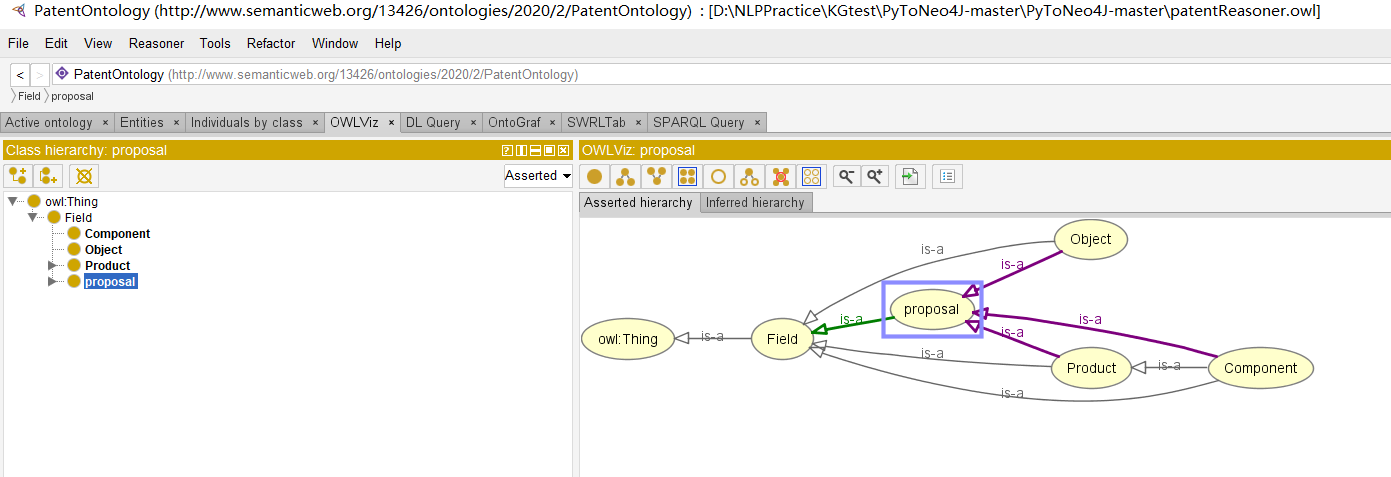 PatentOntology (http://www.semanticweb.org/13426/ontologies/2020/2/PatentOntology)  : [D:\NLPPractice\KGtest\PyToNeo4J-master\PyToNeo4J-master\patentReasoner.owl]
File Edit View Reasoner Tools Refactor Window Help
< > PatentOntology (http://www.semanticweb.org/13426/ontologies/2020/2/PatentOntology)
Field proposal
Active ontology × Entities × Individuals by class × OWLViz × DL Query × OntoGraf × SWRLTab × SPARQL Query ×
Class hierarchy: proposal
Asserted
owl:Thing
Field
Component
Object
Product
proposal
OWLViz: proposal
Asserted hierarchy Inferred hierarchy
Object
is-a
is-a
proposal
is-a
is-a
is-a
owl:Thing
is-a
Field
is-a
Product
is-a
Component
is-a